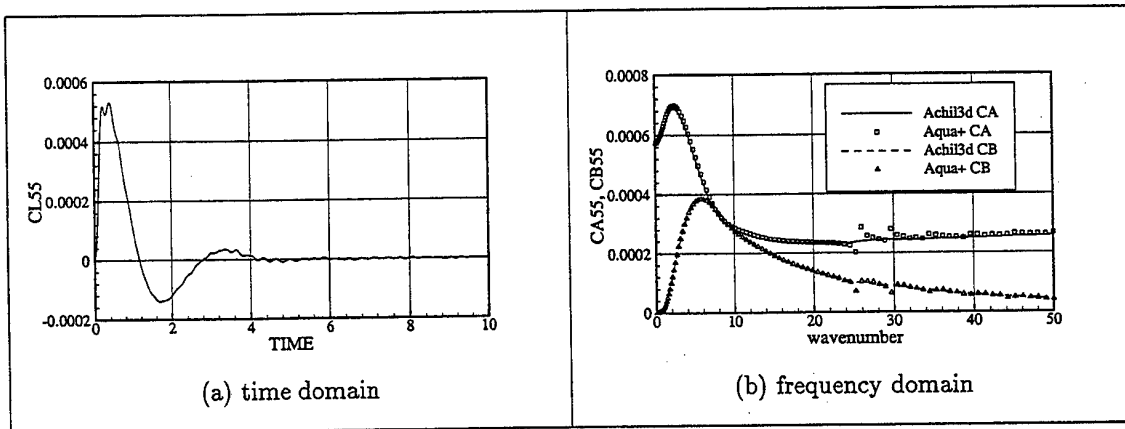 0.0006
0.0004
0.0002
0
-0.0002
CL55
0 2 4 6 8 10
TIME
(a) time domain
0.0008
0.0006
0.0004
0.0002
0
CA55, CB55
Achil3d CA
Aqua+ CA
Achil3d CB
Aqua+ CB
0 10 20 30 40 50
wavenumber
(b) frequency domain